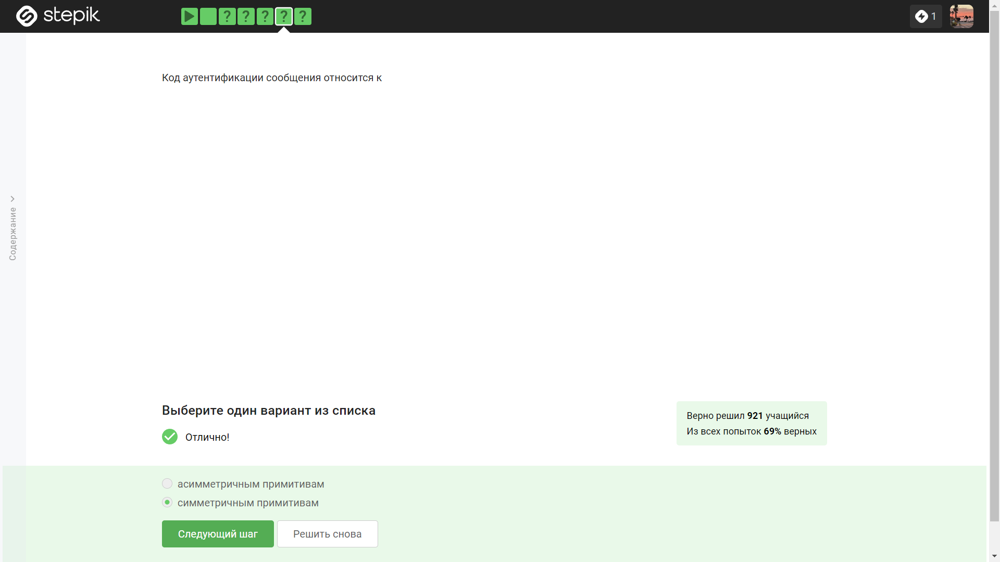 stepik
? ? ? ? ?
1
Содержание
Код аутентификации сообщения относится к
Выберите один вариант из списка
Отлично!
Верно решил 921 учащийся
Из всех попыток 69% верных
асимметричным примитивам
симметричным примитивам
Следующий шаг
Решить снова